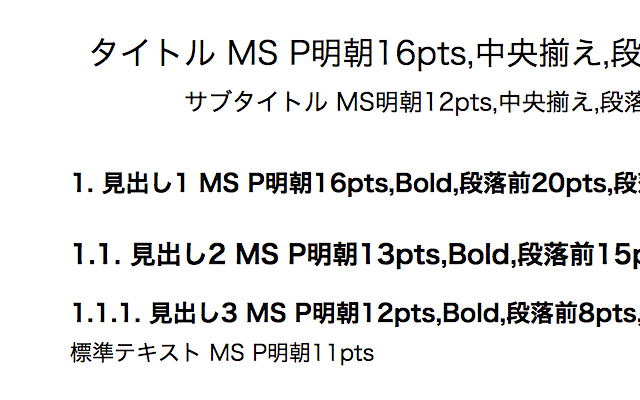 タイトル MS P明朝16pts,中央揃え,段
サブタイトル MS明朝12pts,中央揃え,段落
1. 見出し1 MS P明朝16pts,Bold,段落前20pts,段
1.1. 見出し2 MS P明朝13pts,Bold,段落前15p
1.1.1. 見出し3 MS P明朝12pts,Bold,段落前8pts,
標準テキスト MS P明朝11pts